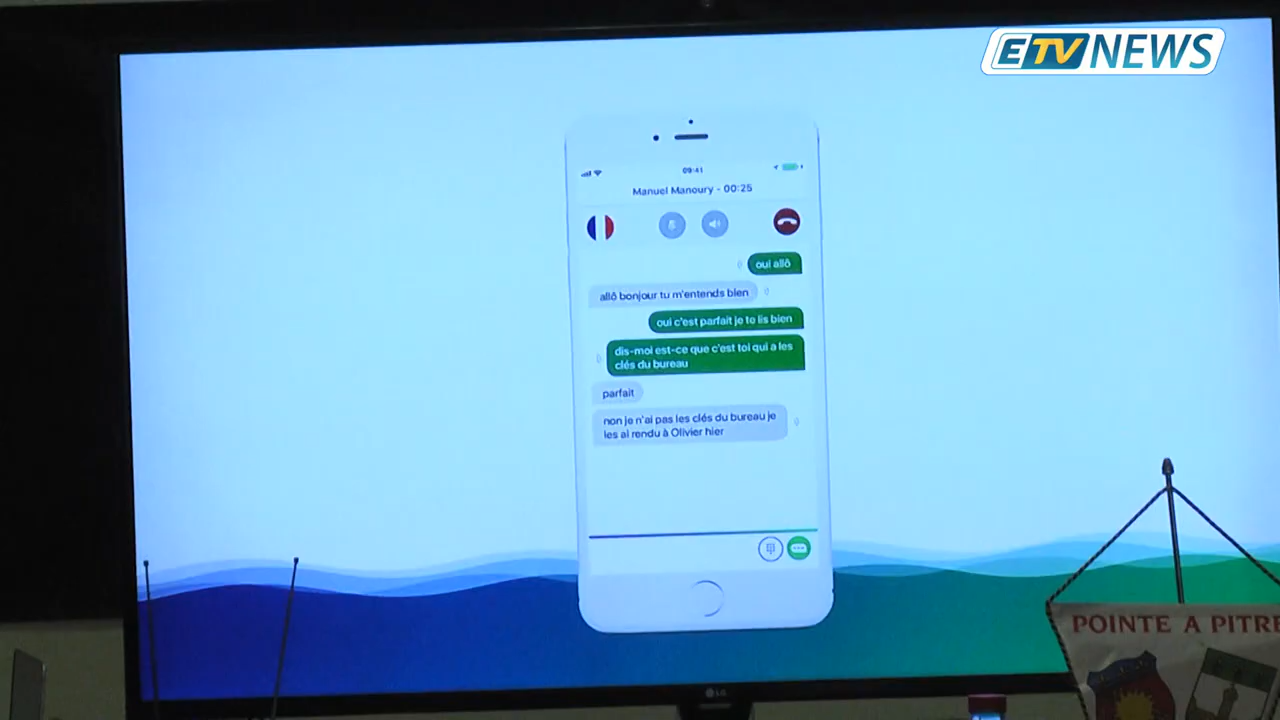 ETV NEWS
09:41
Manuel Manoury - 00:25
oui allô
allô bonjour tu m'entends bien
oui c'est parfait je te lis bien
dis-moi est-ce que c'est toi qui a les
clés du bureau
parfait
non je n'ai pas les clés du bureau je
les ai rendu à Olivier hier
POINTE A PITRE
LG